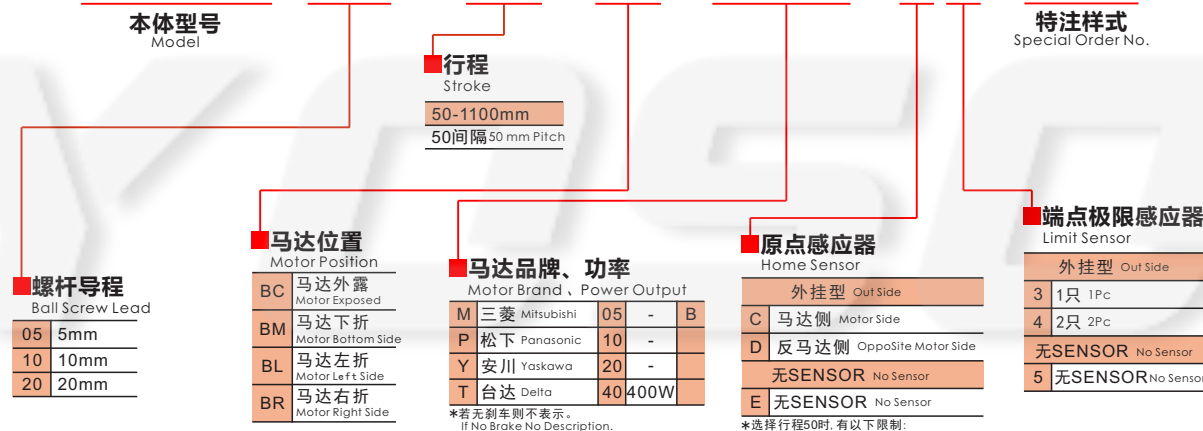 本体型号
Model
特注样式
Special Order No.
行程
Stroke
50-1100mm
50间隔 50 mm Pitch
螺杆导程
Ball Screw Lead
05 5mm
10 10mm
20 20mm
马达位置
Motor Position
BC 马达外露
Motor Exposed
BM 马达下折
Motor Bottom Side
BL 马达左折
Motor Left Side
BR 马达右折
Motor Right Side
马达品牌、功率
Motor Brand 、Power Output
M 三菱 Mitsubishi 05 - B
P 松下 Panasonic 10 -
Y 安川 Yaskawa 20 -
T 台达 Delta 40 400W
*若无刹车则不表示。
If No Brake No Description.
原点感应器
Home Sensor
外挂型 Out Side
C 马达侧 Motor Side
D 反马达侧 OppoSite Motor Side
无SENSOR No Sensor
E 无SENSOR No Sensor
*选择行程50时,有以下限制:
端点极限感应器
Limit Sensor
外挂型 Out Side
3 1只 1Pc
4 2只 2Pc
无SENSOR No Sensor
5 无SENSOR No Sensor